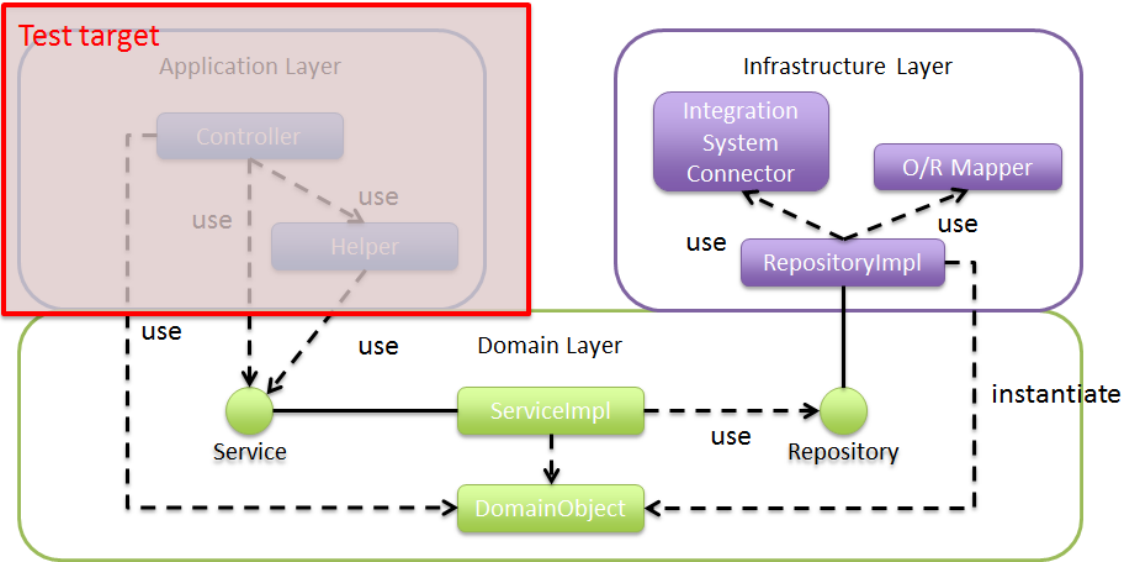 Test target
Application Layer
Controller
use
use
Helper
Infrastructure Layer
Integration
System
Connector
O/R Mapper
use
use
RepositoryImpl
use
use
Domain Layer
instantiate
Service
ServiceImpl
use
Repository
DomainObject